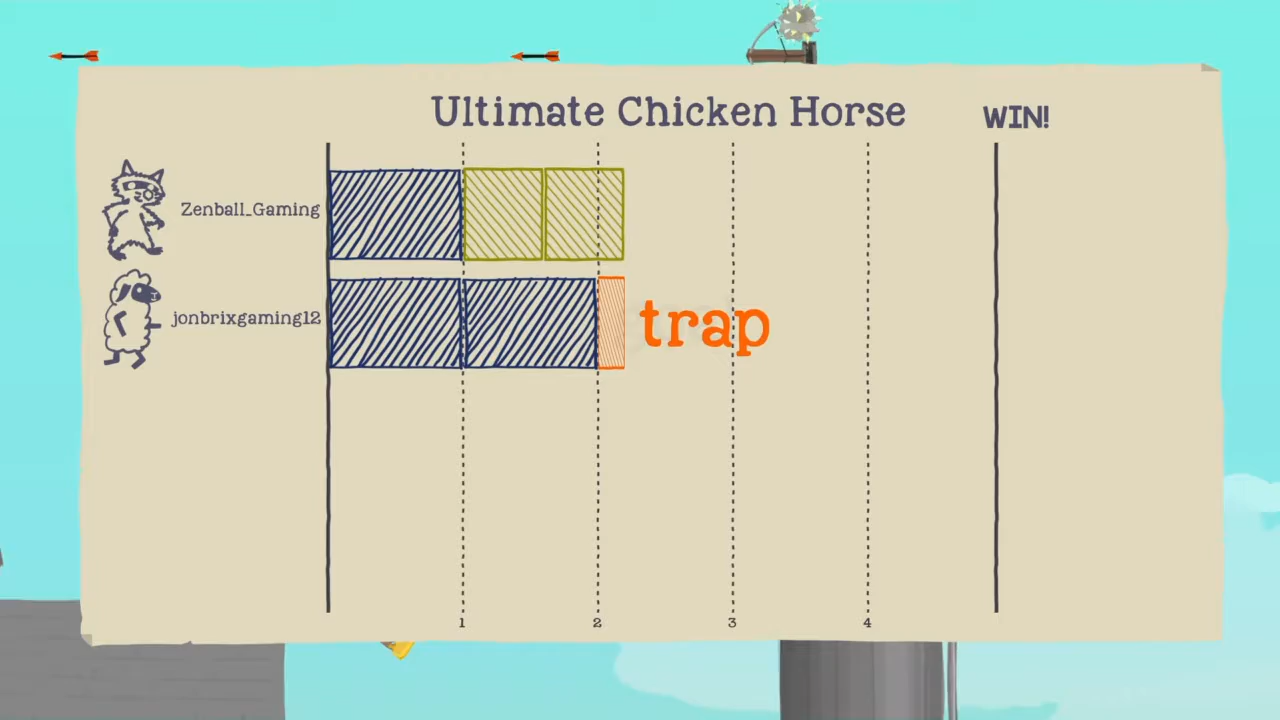 Ultimate Chicken Horse
WIN!
Zenball_Gaming
jonbrixgaming12
trap
1 2 3 4